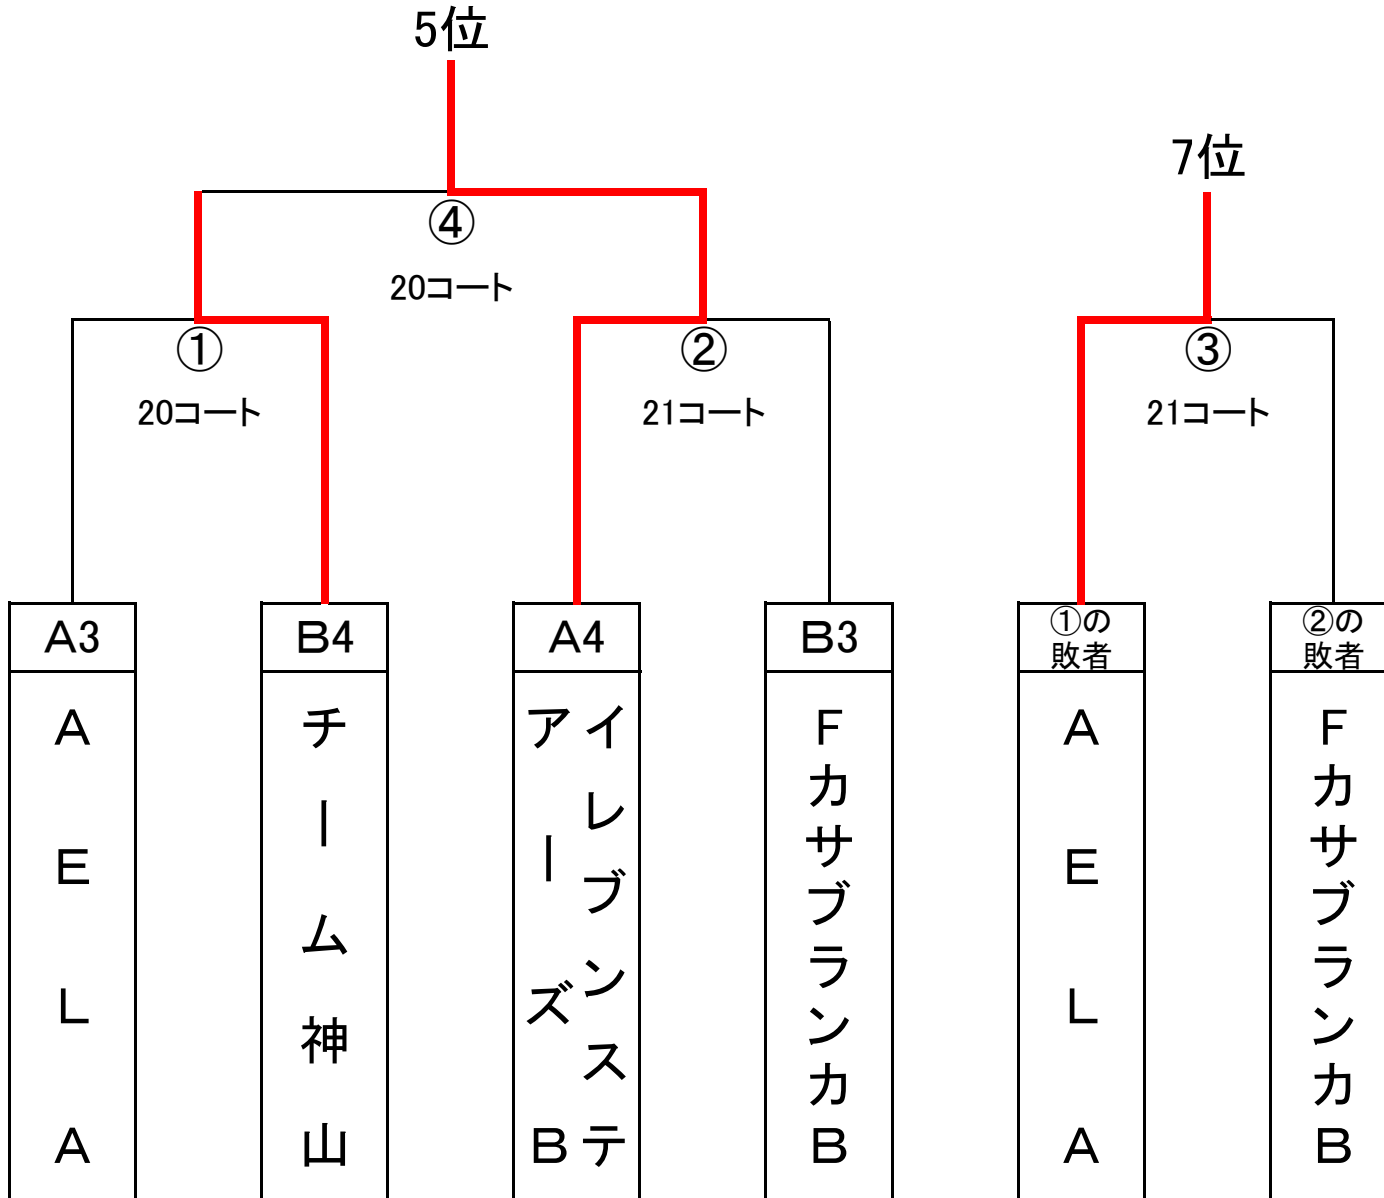 5位
7位
④
20コート
①
20コート
②
21コート
③
21コート
A3
B4
A4
B3
①の
敗者
②の
敗者
AELA
チーム神山
イレブンステ
アーズB
FカサブランカB
AELA
FカサブランカB